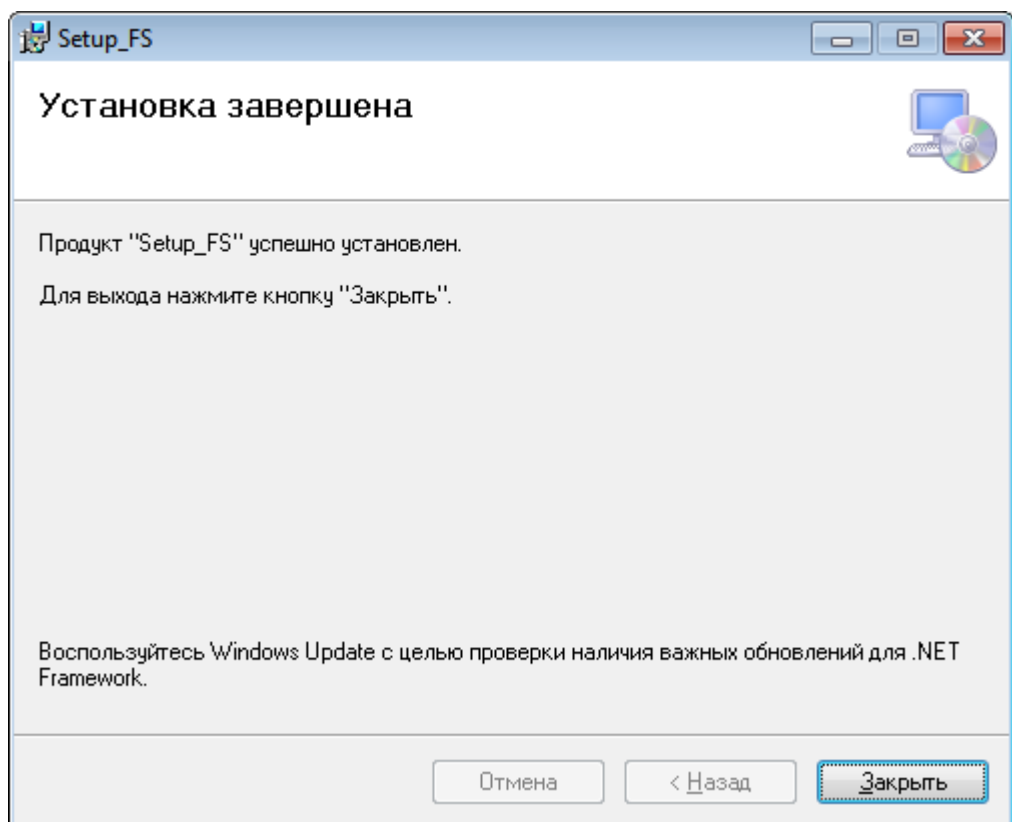 Setup_FS
Установка завершена
Продукт "Setup_FS" успешно установлен.
Для выхода нажмите кнопку "Закрыть".
Воспользуйтесь Windows Update с целью проверки наличия важных обновлений для .NET
Framework.
Отмена
< Назад
Закрыть